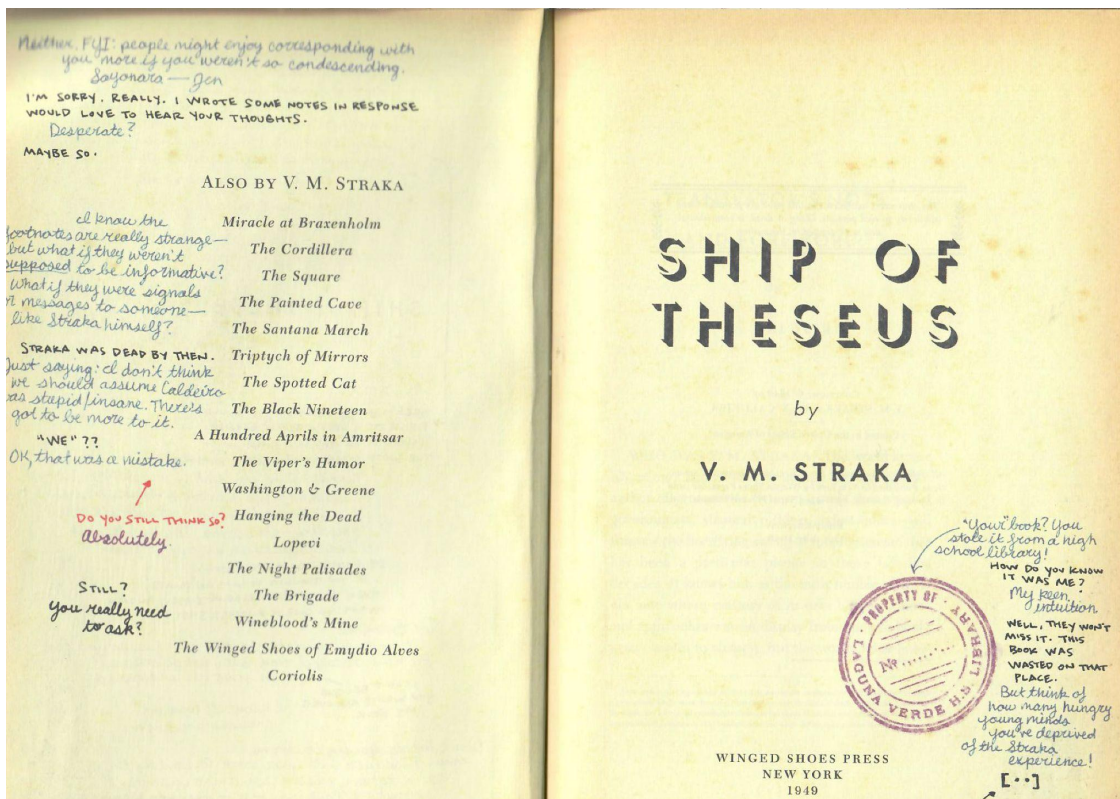 Neither. FYI: people might enjoy corresponding with
you more if you weren't so condescending.
Sayonara — Jen
I'M SORRY. REALLY. I WROTE SOME NOTES IN RESPONSE
WOULD LOVE TO HEAR YOUR THOUGHTS.
Desperate?
MAYBE SO.
ALSO BY V. M. STRAKA
Miracle at Braxenholm
The Cordillera
The Square
The Painted Cave
The Santana March
Triptych of Mirrors
The Spotted Cat
The Black Nineteen
A Hundred Aprils in Amritsar
The Viper's Humor
Washington & Greene
Hanging the Dead
Lopevi
The Night Palisades
The Brigade
Wineblood's Mine
The Winged Shoes of Emydio Alves
Coriolis
I know the
footnotes are really strange—
but what if they weren't
supposed to be informative?
What if they were signals
or messages to someone—
like Straka himself?
STRAKA WAS DEAD BY THEN.
Just saying: I don't think
we should assume Caldeira
was stupid/insane. There's
got to be more to it.
"WE"??
OK, that was a mistake.
DO YOU STILL THINK SO?
Absolutely.
STILL?
You really need
to ask?
SHIP OF
THESEUS
by
V. M. STRAKA
"Your" book? You
stole it from a high
school library!
HOW DO YOU KNOW
IT WAS ME?
My keen
intuition
WELL, THEY WON'T
MISS IT. THIS
BOOK WAS
WASTED ON THAT
PLACE.
But think of
how many hungry
young minds
you've deprived
of the Straka
experience!
[··]
PROPERTY OF
LAGUNA VERDE H.S. LIBRARY
No.........
WINGED SHOES PRESS
NEW YORK
1949